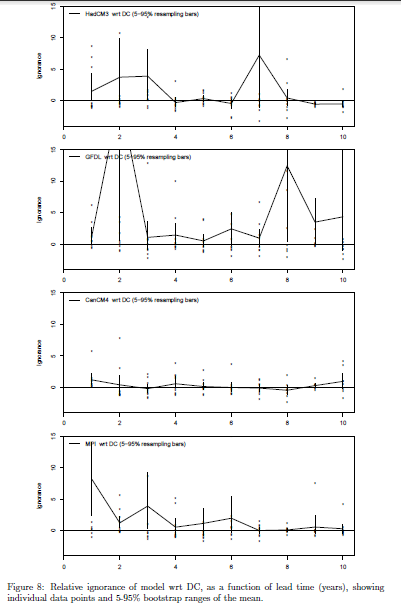 15
HadCM3 wrt DC (5-95% resampling bars)
10
Ignorance
5
0
0 2 4 6 8 10
15
GFDL wrt DC (5-95% resampling bars)
10
Ignorance
5
0
0 2 4 6 8 10
15
CanCM4 wrt DC (5-95% resampling bars)
10
Ignorance
5
0
0 2 4 6 8 10
15
MPI wrt DC (5-95% resampling bars)
10
Ignorance
5
0
0 2 4 6 8 10
Figure 8: Relative ignorance of model wrt DC, as a function of lead time (years), showing
individual data points and 5-95% bootstrap ranges of the mean.